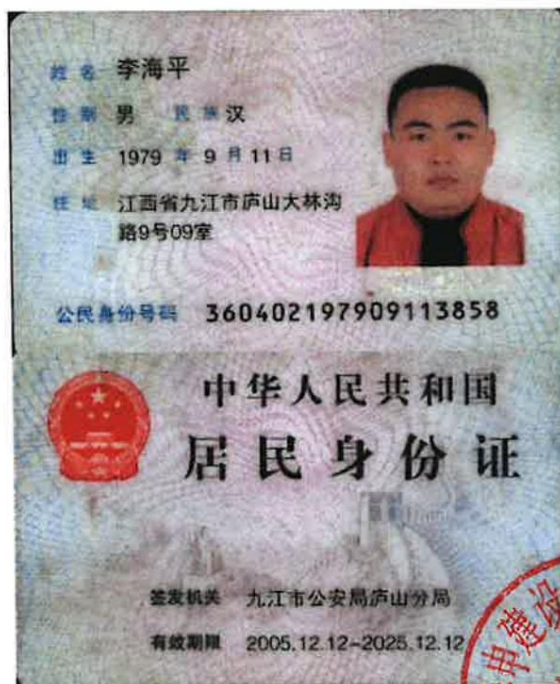 姓名 李海平
性别 男 民族 汉
出生 1979 年 9 月 11 日
住址 江西省九江市庐山大林沟
路9号09室
公民身份号码 360402197909113858
中华人民共和国
居民身份证
签发机关 九江市公安局庐山分局
有效期限 2005.12.12-2025.12.12
申建